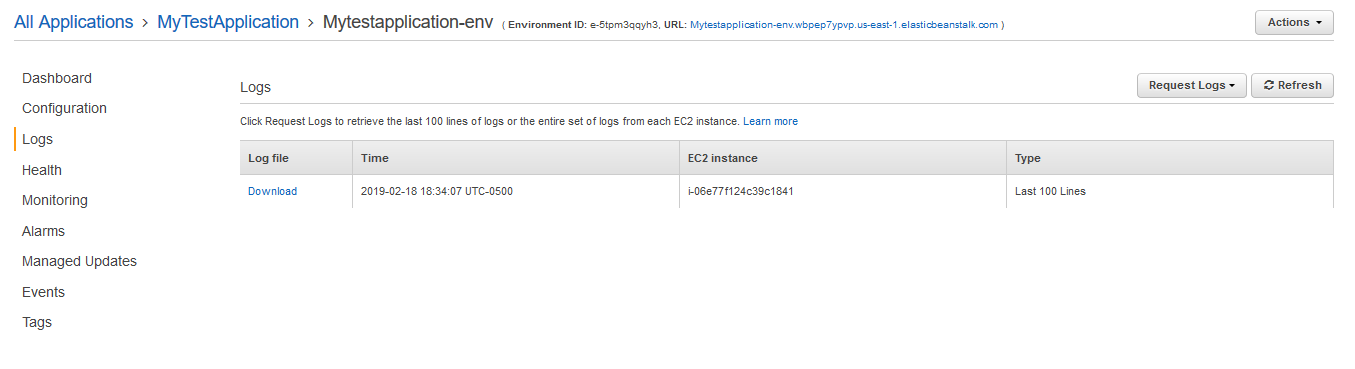 All Applications > MyTestApplication > Mytestapplication-env ( Environment ID: e-5tpm3qqyh3, URL: Mytestapplication-env.wbpep7ypvp.us-east-1.elasticbeanstalk.com )
Actions
Dashboard
Configuration
Logs
Health
Monitoring
Alarms
Managed Updates
Events
Tags
Logs
Request Logs
Refresh
Click Request Logs to retrieve the last 100 lines of logs or the entire set of logs from each EC2 instance. Learn more
Log file Time EC2 instance Type
Download 2019-02-18 18:34:07 UTC-0500 i-06e77f124c39c1841 Last 100 Lines